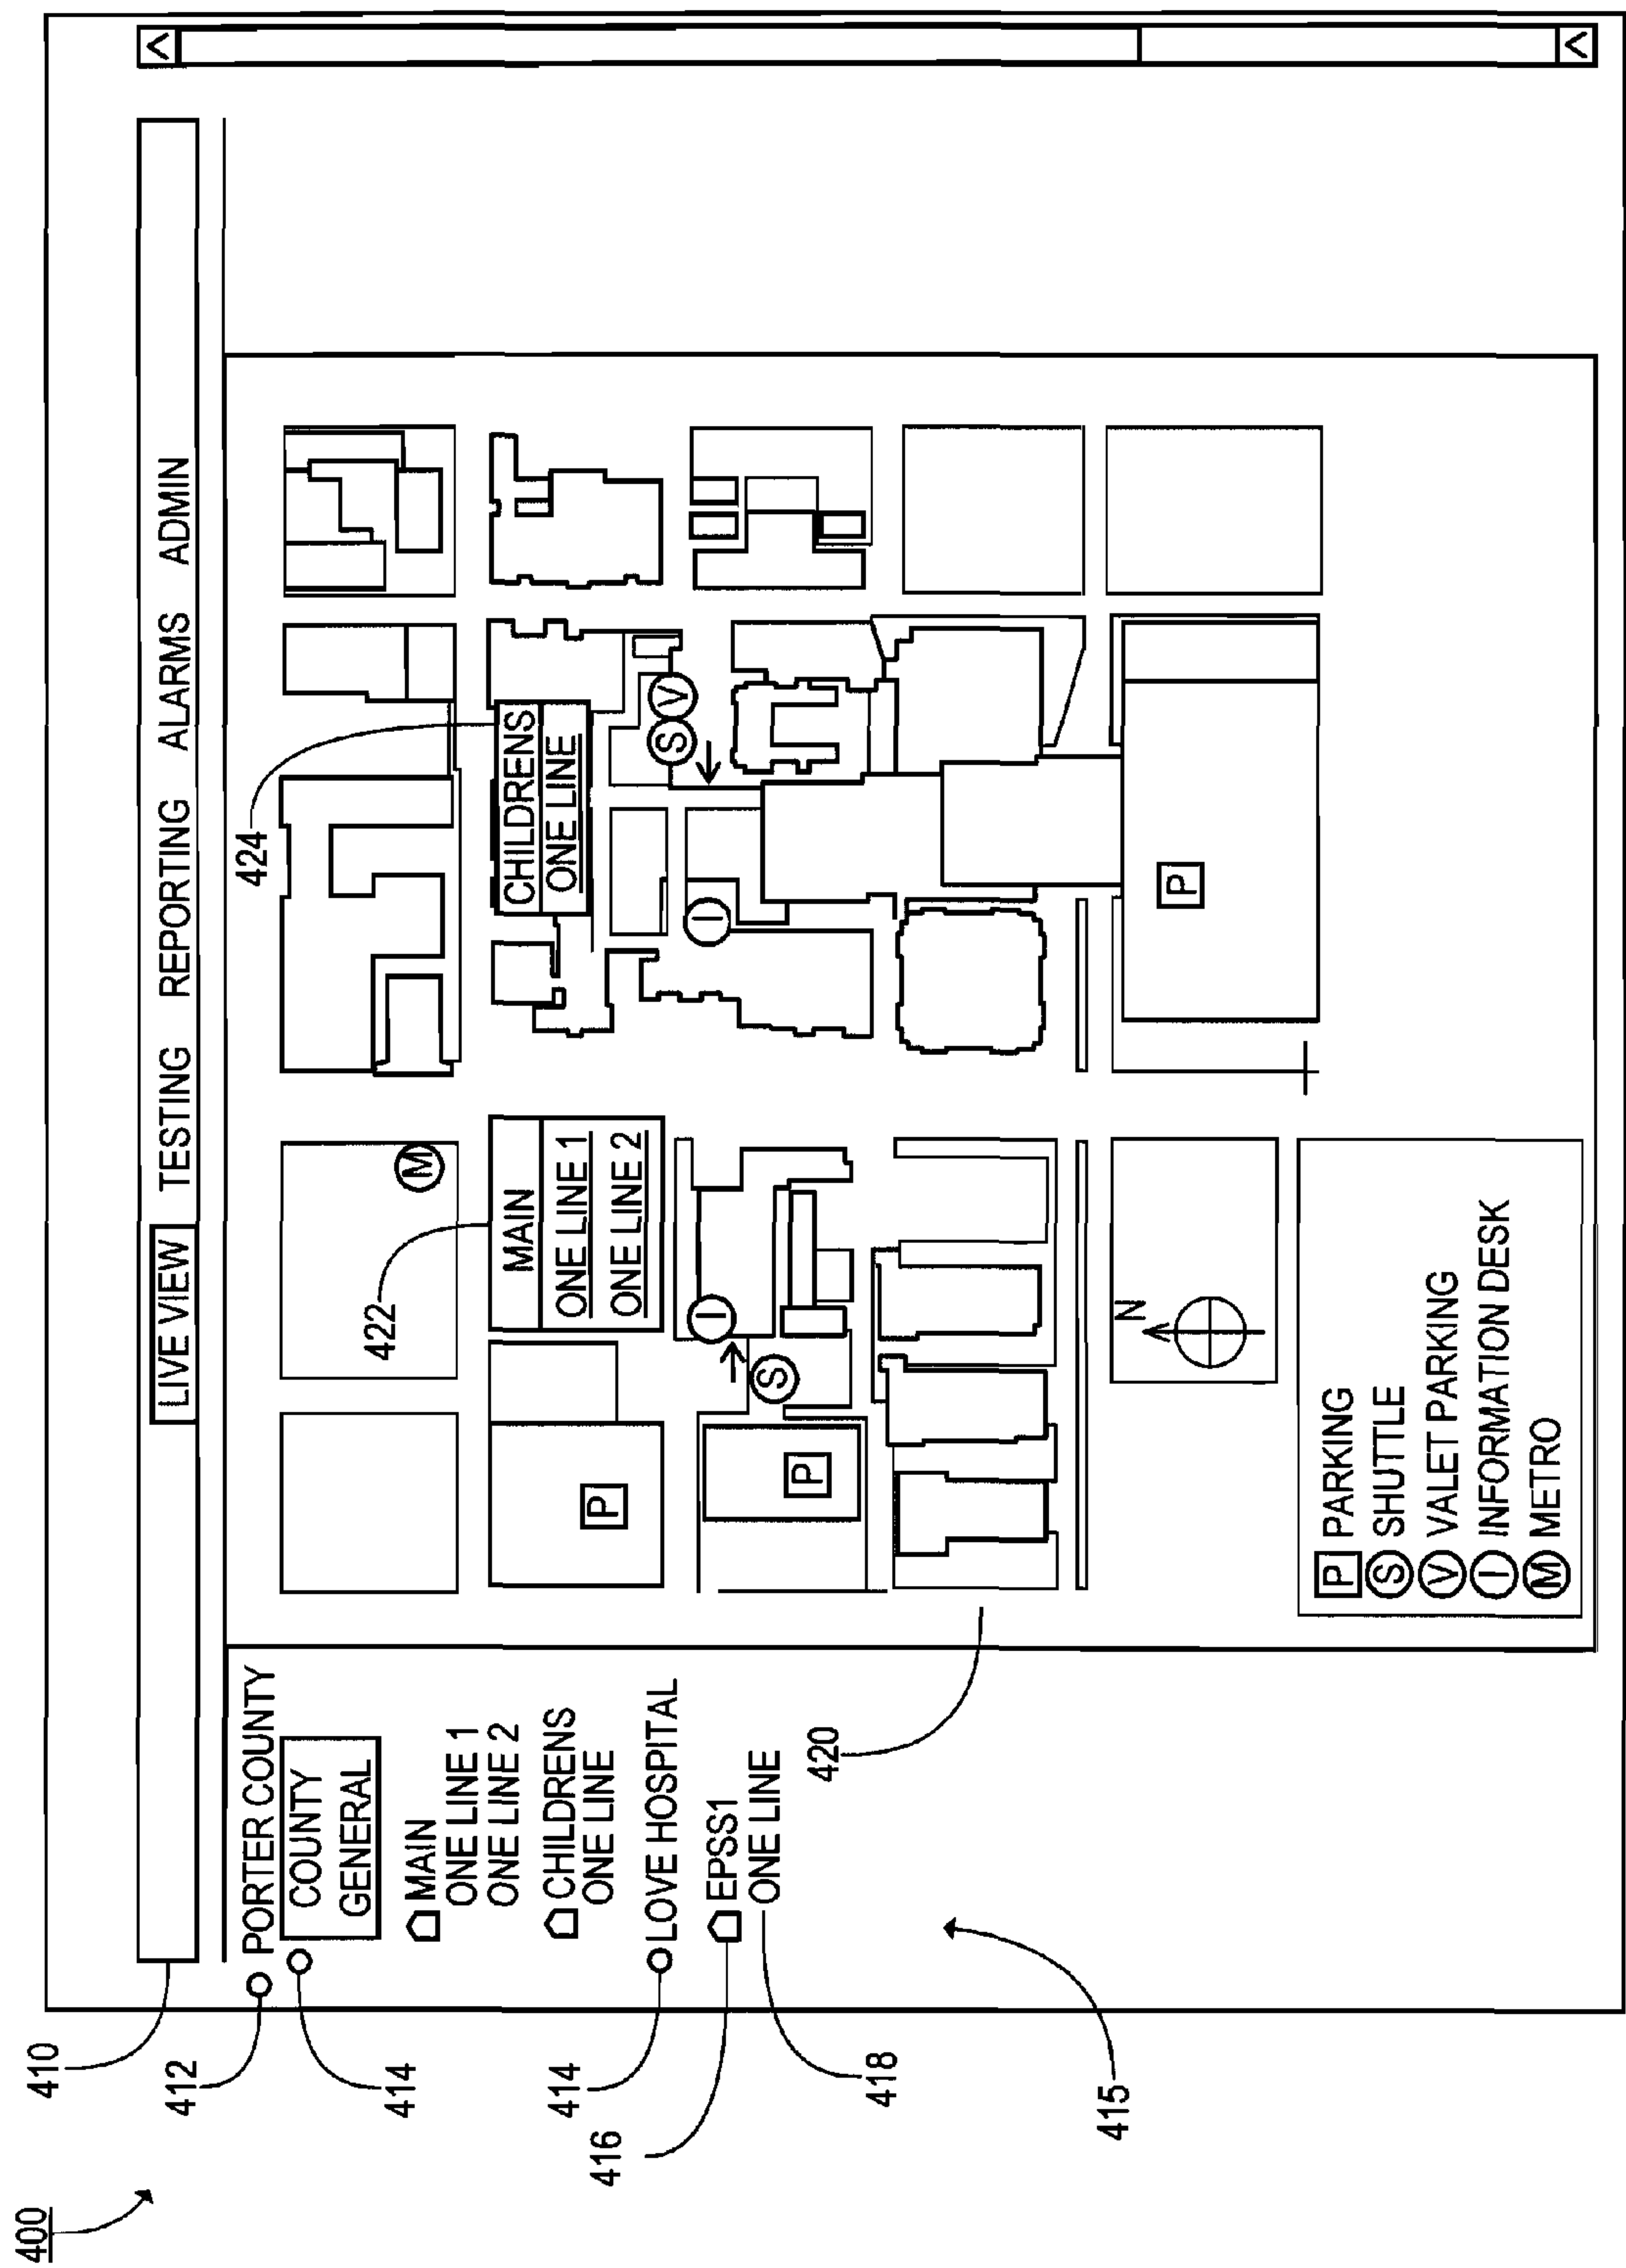 400
410
412
414
414
416
418
415
LIVE VIEW TESTING REPORTING ALARMS ADMIN
PORTER COUNTY
COUNTY
GENERAL
MAIN
ONE LINE 1
ONE LINE 2
CHILDRENS
ONE LINE
LOVE HOSPITAL
EPSS1
ONE LINE
420
422
424
M
MAIN
ONE LINE 1
ONE LINE 2
CHILDRENS
ONE LINE
P
I
S
P
I
S V
P
N
P PARKING
S SHUTTLE
V VALET PARKING
I INFORMATION DESK
M METRO